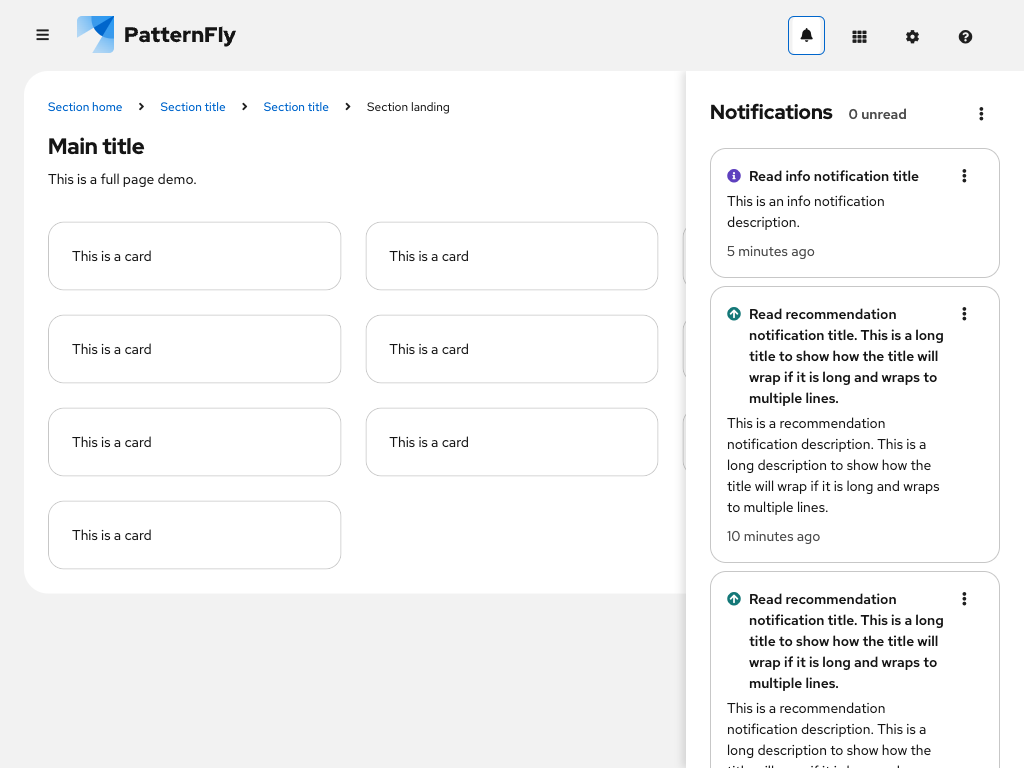 PatternFly
Section home
Section title
Section title
Section landing
Main title
This is a full page demo.
This is a card
This is a card
This is a card
This is a card
This is a card
This is a card
This is a card
Notifications
0 unread
Read info notification title
This is an info notification
description.
5 minutes ago
Read recommendation
notification title. This is a long
title to show how the title will
wrap if it is long and wraps to
multiple lines.
This is a recommendation
notification description. This is a
long description to show how the
title will wrap if it is long and wraps
to multiple lines.
10 minutes ago
Read recommendation
notification title. This is a long
title to show how the title will
wrap if it is long and wraps to
multiple lines.
This is a recommendation
notification description. This is a
long description to show how the